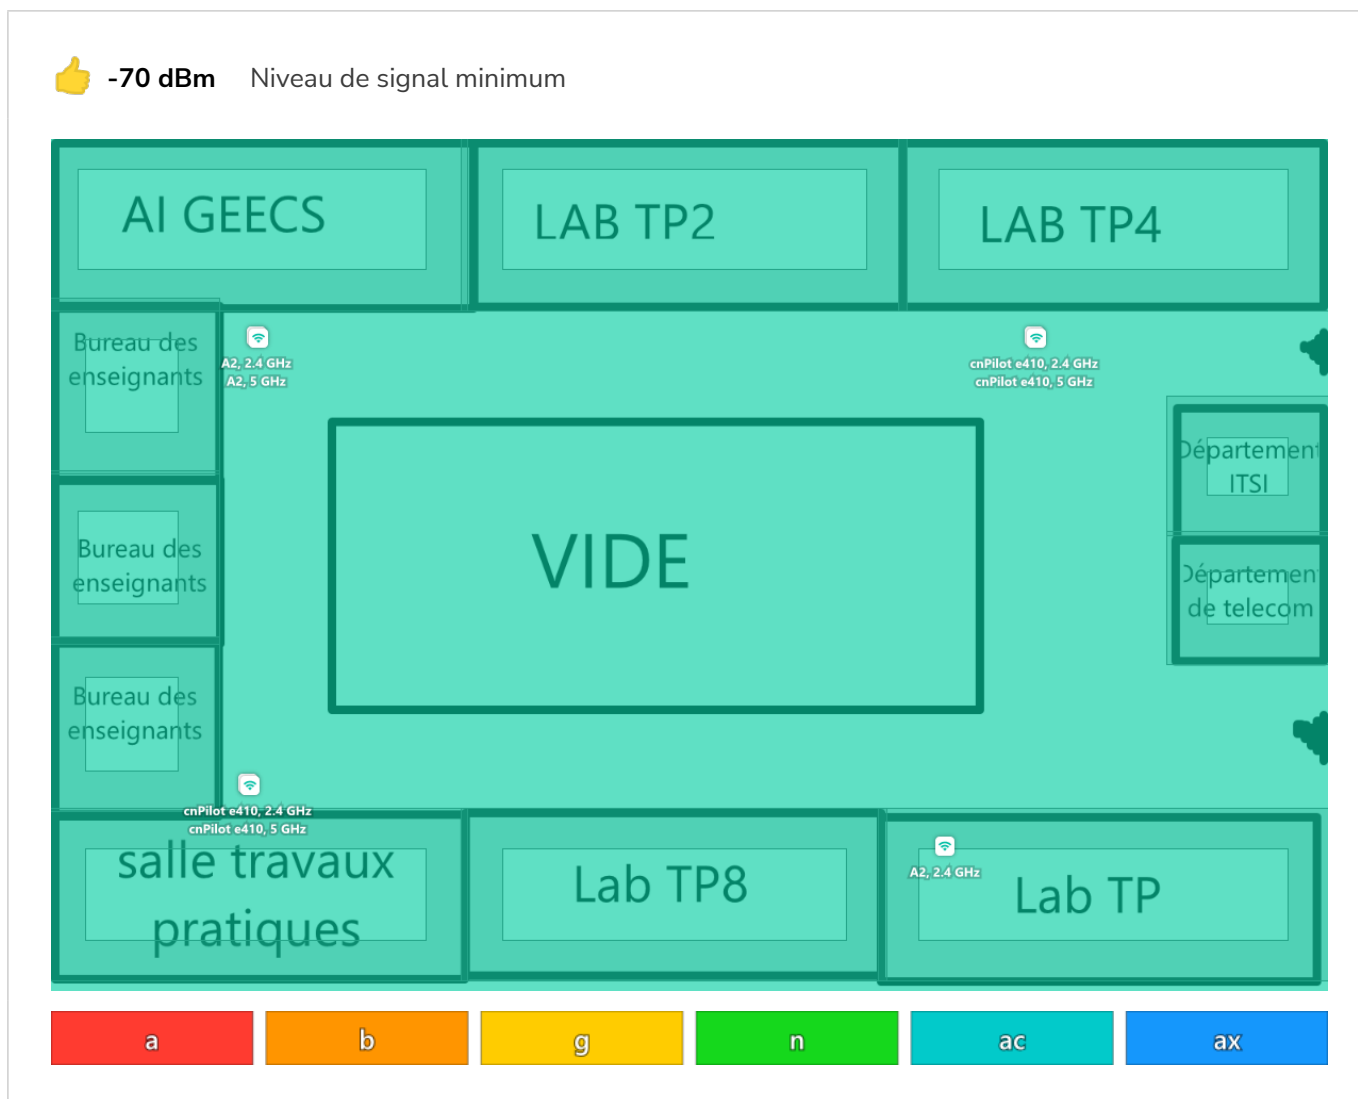 -70 dBm Niveau de signal minimum
AI GEECS
LAB TP2
LAB TP4
Bureau des
enseignants
A2, 2.4 GHz
A2, 5 GHz
cnPilot e410, 2.4 GHz
cnPilot e410, 5 GHz
Département
ITSI
VIDE
Bureau des
enseignants
Département
de telecom
Bureau des
enseignants
cnPilot e410, 2.4 GHz
cnPilot e410, 5 GHz
salle travaux
pratiques
Lab TP8
A2, 2.4 GHz
Lab TP
a b g n ac ax